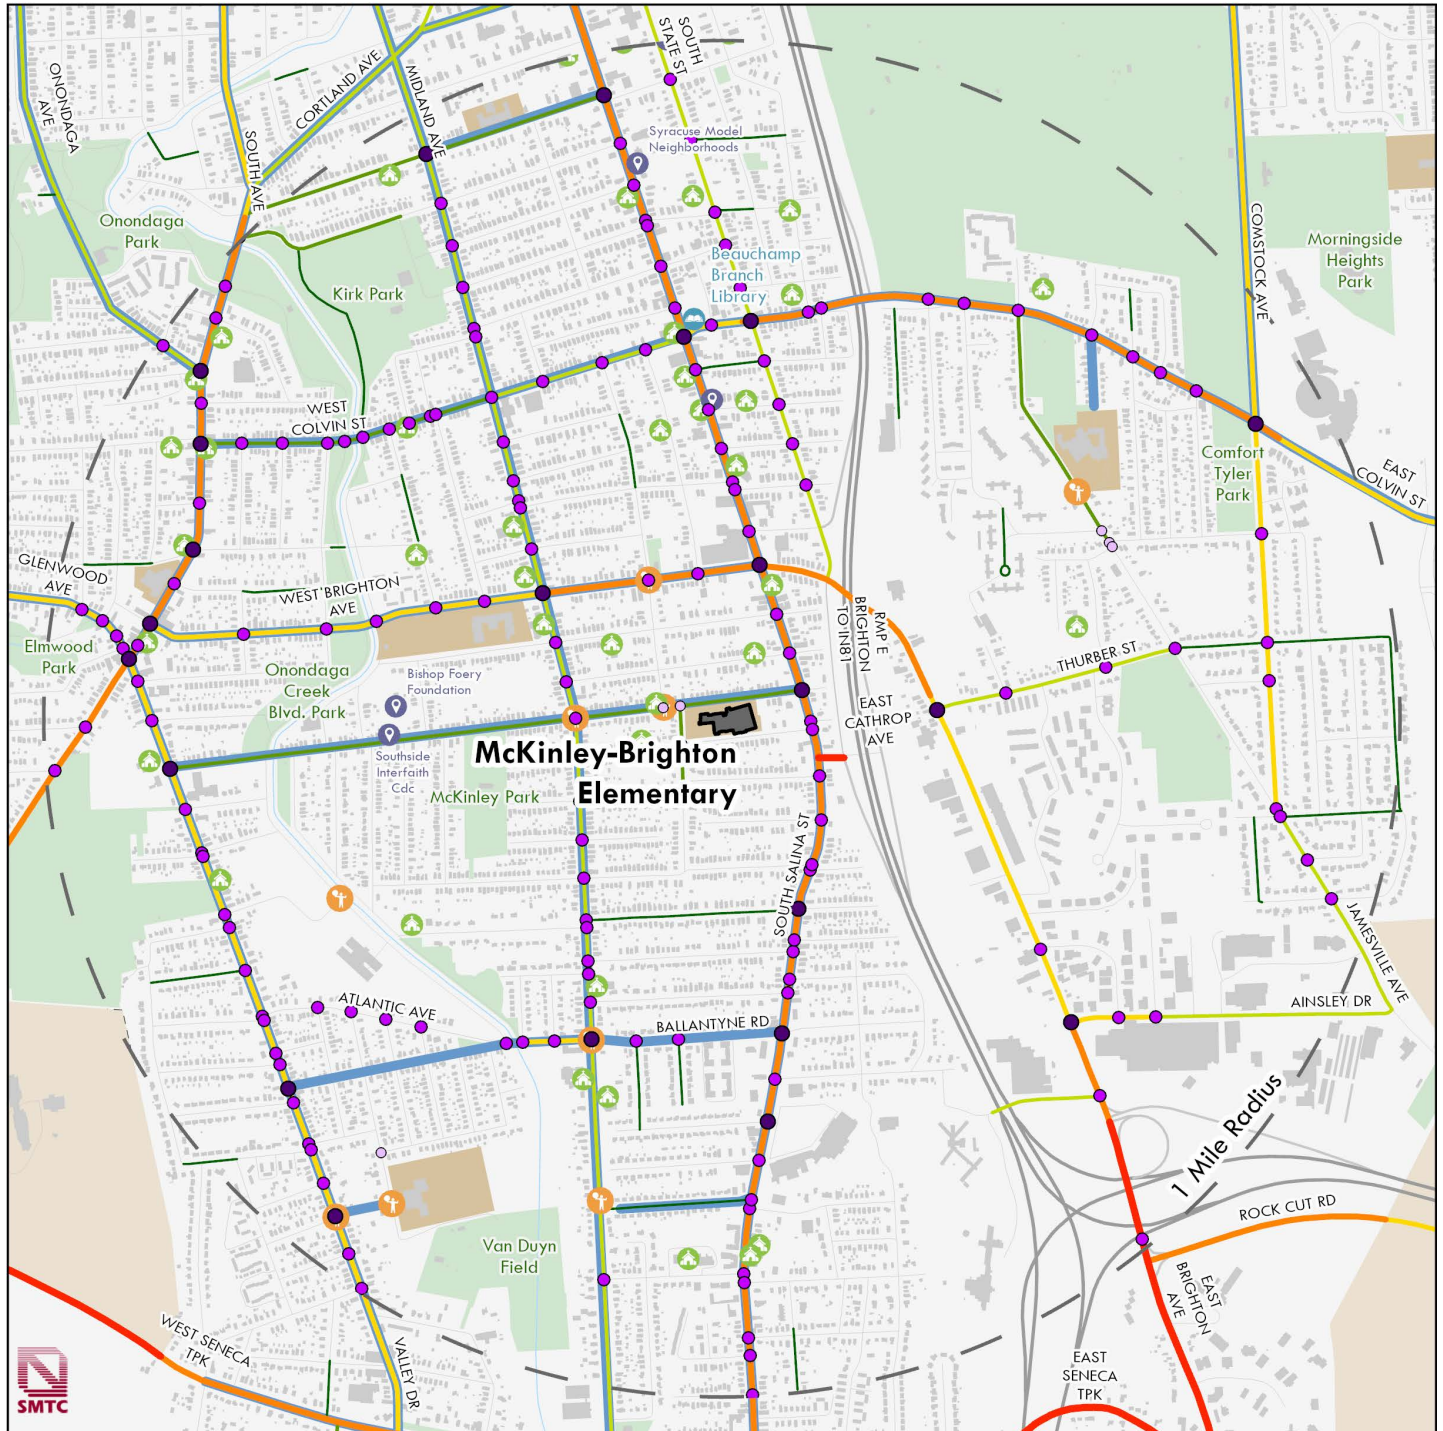 ONONDAGA
AVE
SOUTH AVE
CORTLAND AVE
MIDLAND AVE
SOUTH
STATE ST
Syracuse Model
Neighborhoods
Onondaga
Park
Kirk Park
Beauchamp
Branch
Library
COMSTOCK AVE
Morningside
Heights
Park
WEST
COLVIN ST
Comfort
Tyler
Park
EAST
COLVIN ST
GLENWOOD
AVE
WEST BRIGHTON
AVE
RMP E
BRIGHTON
TO IN81
Elmwood
Park
Onondaga
Creek
Blvd. Park
Bishop Foery
Foundation
THURBER ST
EAST
CATHROP
AVE
Southside
Interfaith
Cdc
McKinley-Brighton
Elementary
McKinley Park
SOUTH SALINA ST
JAMESVILLE AVE
ATLANTIC AVE
BALLANTYNE RD
AINSLEY DR
1 Mile Radius
ROCK CUT RD
Van Duyn
Field
EAST
BRIGHTON
AVE
WEST SENECA
TPK
VALLEY DR
EAST
SENECA
TPK
SMTC